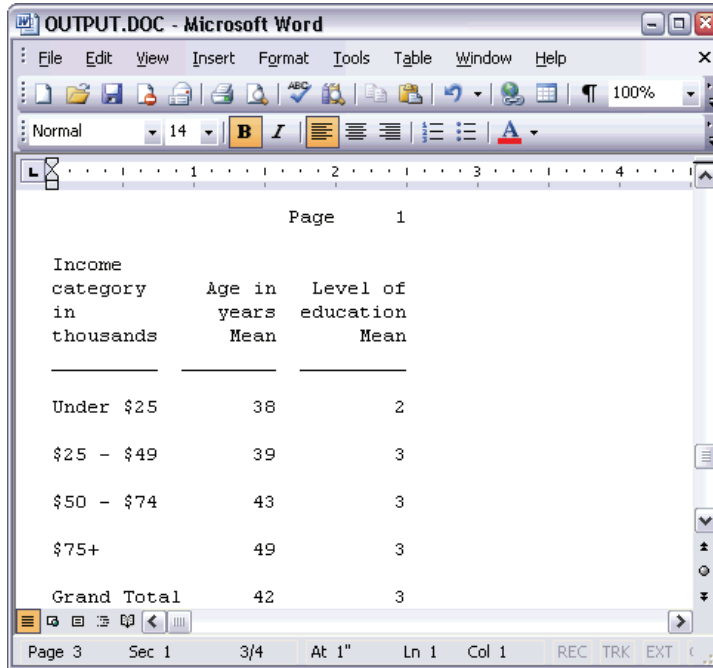 OUTPUT.DOC - Microsoft Word
File Edit View Insert Format Tools Table Window Help
100%
Normal 14 B I A
1 2 3 4
Page 1
Income
category Age in Level of
in years education
thousands Mean Mean
Under $25 38 2
$25 - $49 39 3
$50 - $74 43 3
$75+ 49 3
Grand Total 42 3
Page 3 Sec 1 3/4 At 1" Ln 1 Col 1 REC TRK EXT